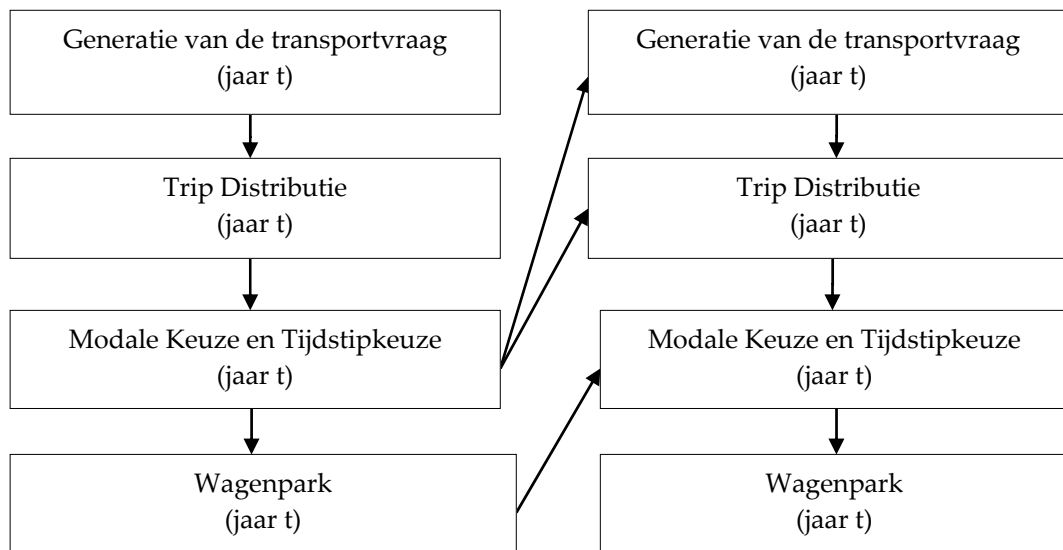 Generatie van de transportvraag
(jaar t)
Trip Distributie
(jaar t)
Modale Keuze en Tijdstipkeuze
(jaar t)
Wagenpark
(jaar t)
Generatie van de transportvraag
(jaar t)
Trip Distributie
(jaar t)
Modale Keuze en Tijdstipkeuze
(jaar t)
Wagenpark
(jaar t)